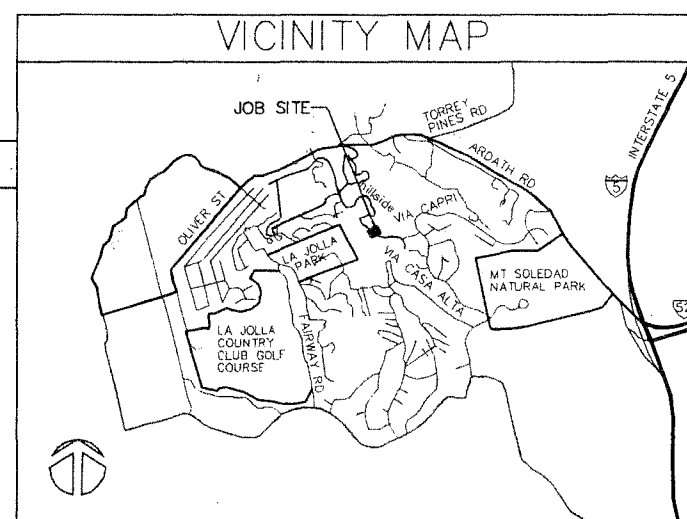 VICINITY MAP
JOB SITE
TORREY
PINES RD
INTERSTATE 5
ARDATH RD
5
OLIVER ST
hillside
VIA CAPRI
LA JOLLA
PARK
VIA CASA ALTA
MT SOLEDAD
NATURAL PARK
52
LA JOLLA
COUNTRY
CLUB GOLF
COURSE
FAIRWAY RD